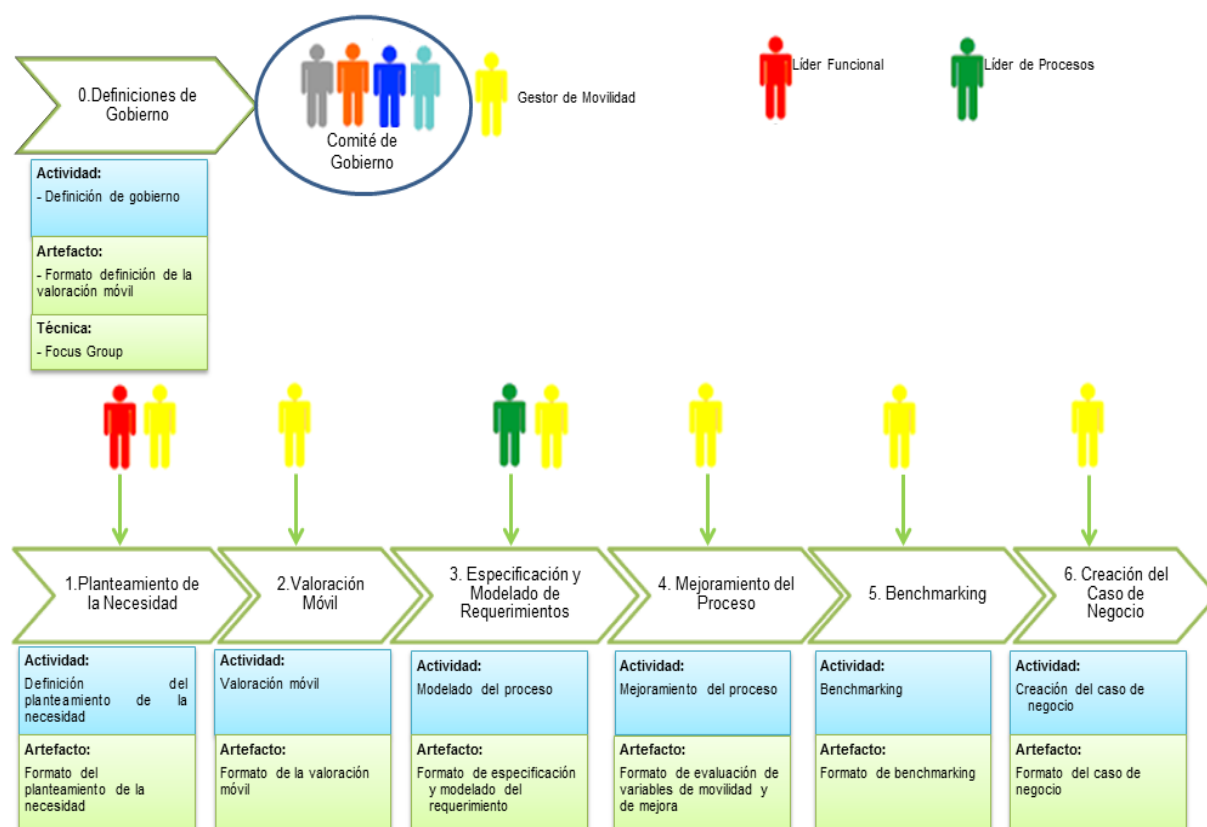 0.Definiciones de
Gobierno
Comité de
Gobierno
Gestor de Movilidad
Líder Funcional
Líder de Procesos
Actividad:
- Definición de gobierno
Artefacto:
- Formato definición de la
valoración móvil
Técnica:
- Focus Group
1.Planteamiento de
la Necesidad
2.Valoración
Móvil
3. Especificación y
Modelado de
Requerimientos
4. Mejoramiento del
Proceso
5. Benchmarking
6. Creación del
Caso de
Negocio
Actividad:
Definición del
planteamiento de la
necesidad
Artefacto:
Formato del
planteamiento de la
necesidad
Actividad:
Valoración móvil
Artefacto:
Formato de la valoración
móvil
Actividad:
Modelado del proceso
Artefacto:
Formato de especificación
y modelado del
requerimiento
Actividad:
Mejoramiento del proceso
Artefacto:
Formato de evaluación de
variables de movilidad y
de mejora
Actividad:
Benchmarking
Artefacto:
Formato de benchmarking
Actividad:
Creación del caso de
negocio
Artefacto:
Formato del caso de
negocio